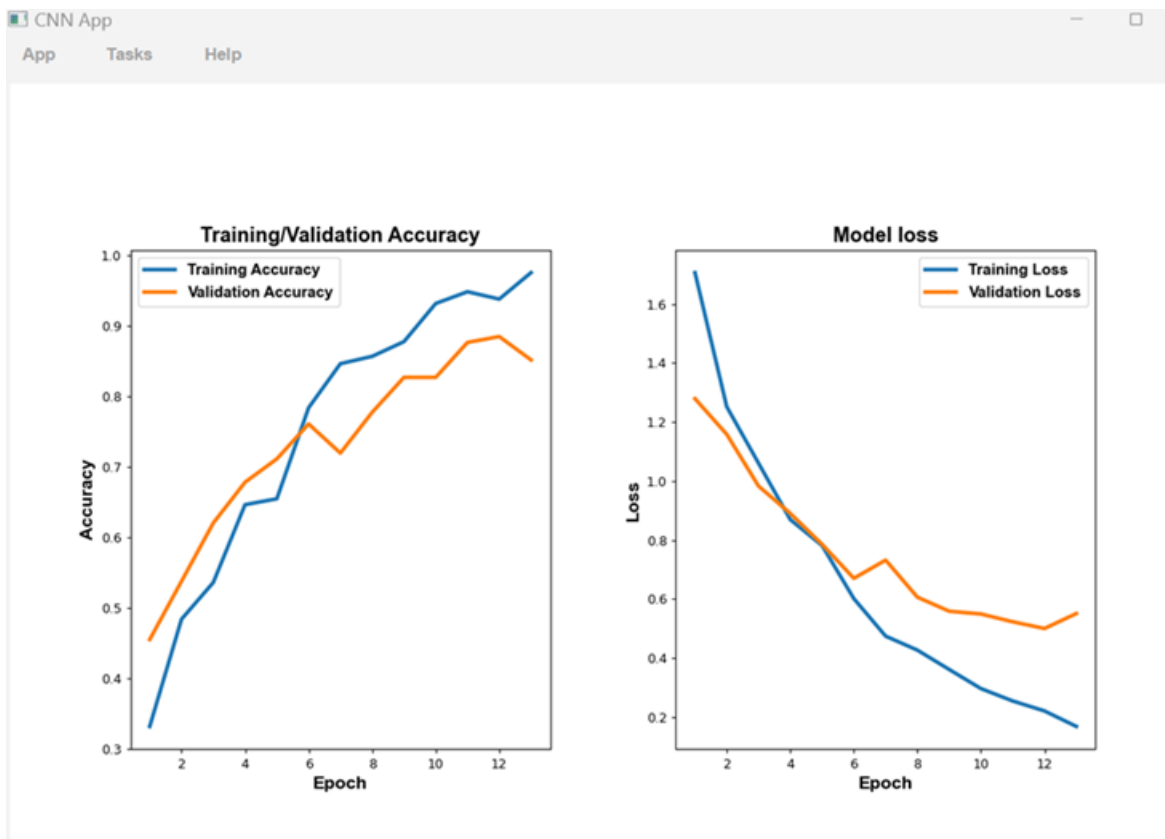 CNN App
App Tasks Help
Training/Validation Accuracy
Training Accuracy
Validation Accuracy
1.0
0.9
0.8
0.7
0.6
0.5
0.4
0.3
Accuracy
2 4 6 8 10 12
Epoch
Model loss
Training Loss
Validation Loss
1.6
1.4
1.2
1.0
0.8
0.6
0.4
0.2
Loss
2 4 6 8 10 12
Epoch